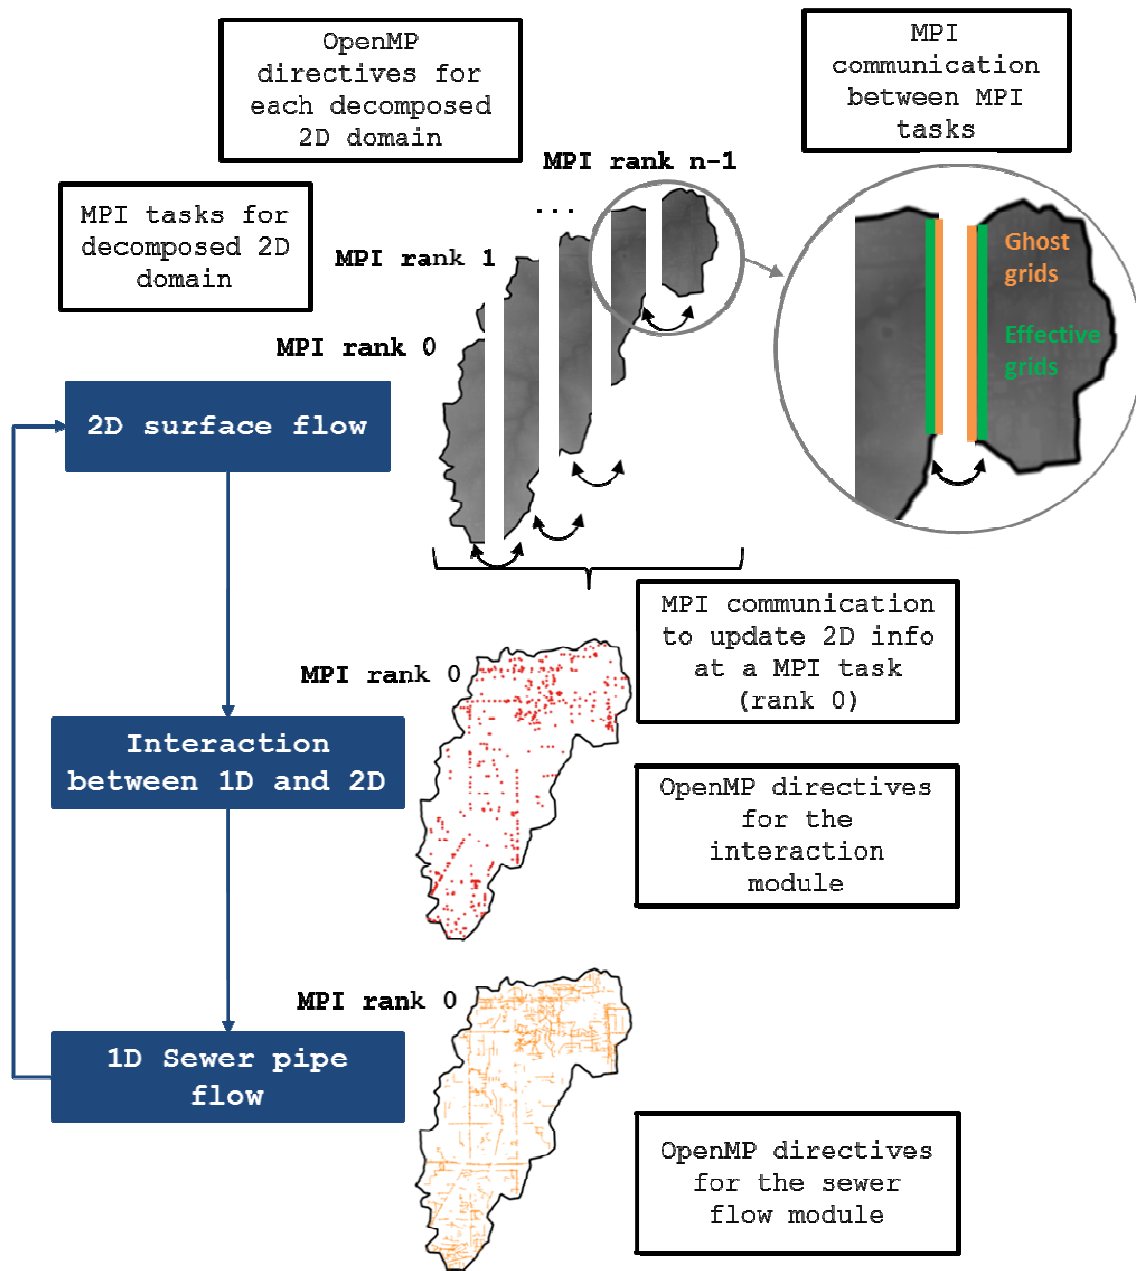 OpenMP
directives for
each decomposed
2D domain
MPI
communication
between MPI
tasks
MPI rank n-1
MPI tasks for
decomposed 2D
domain
...
MPI rank 1
Ghost
grids
Effective
grids
MPI rank 0
2D surface flow
MPI communication
to update 2D info
at a MPI task
(rank 0)
MPI rank 0
Interaction
between 1D and 2D
OpenMP directives
for the
interaction
module
MPI rank 0
1D Sewer pipe
flow
OpenMP directives
for the sewer
flow module